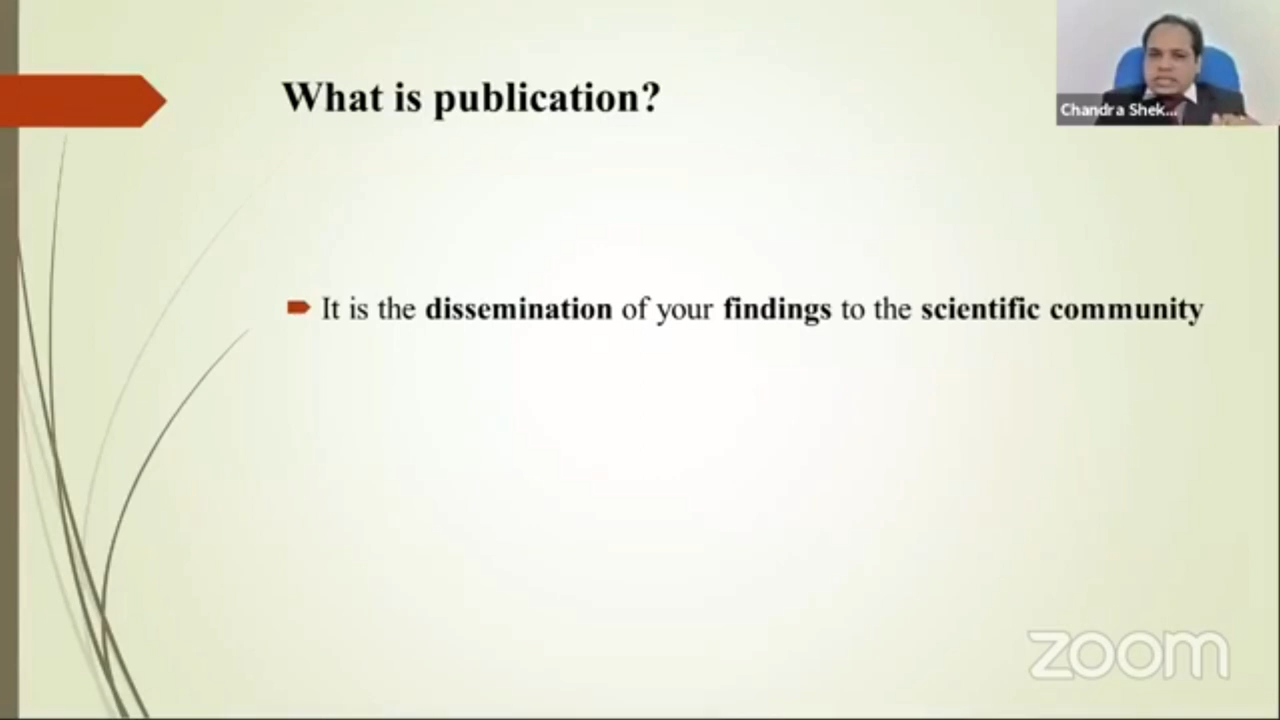 What is publication?
Chandra Shek...
It is the dissemination of your findings to the scientific community
zoom